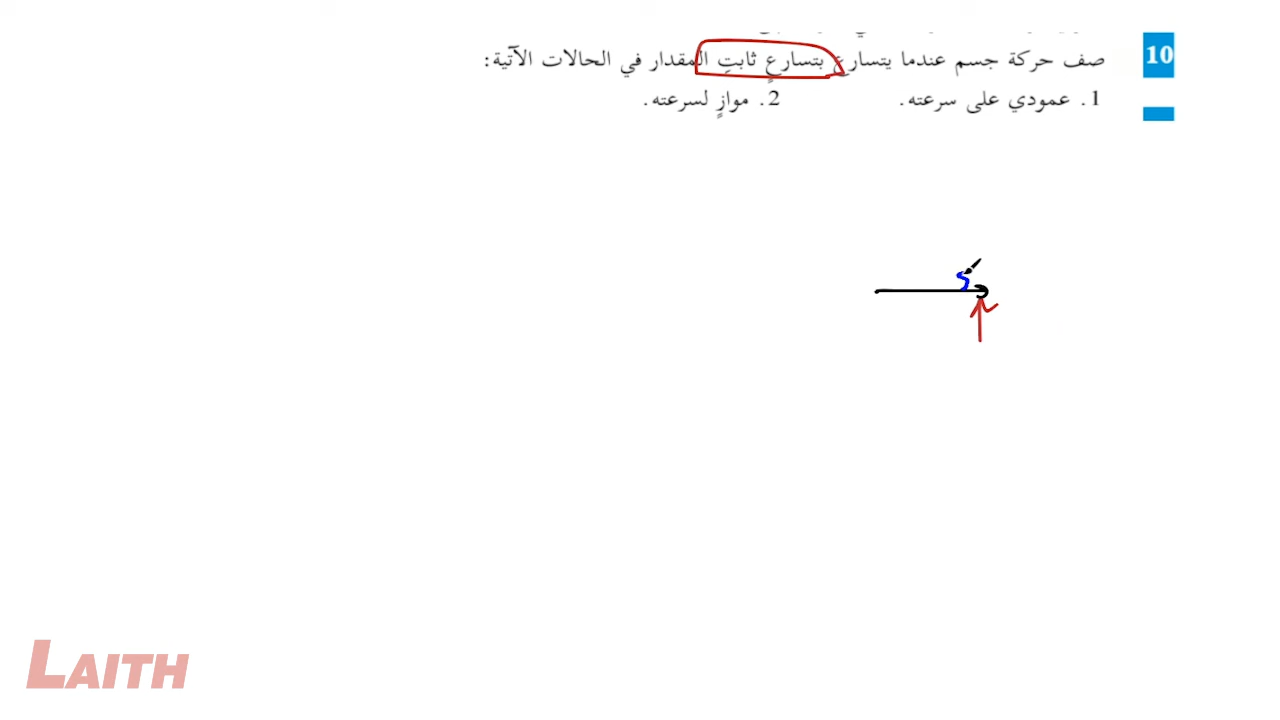 10 صف حركة جسم عندما يتسارع بتسارعٍ ثابتِ المقدار في الحالات الآتية:
1. عمودي على سرعته. 2. موازٍ لسرعته.
LAITH